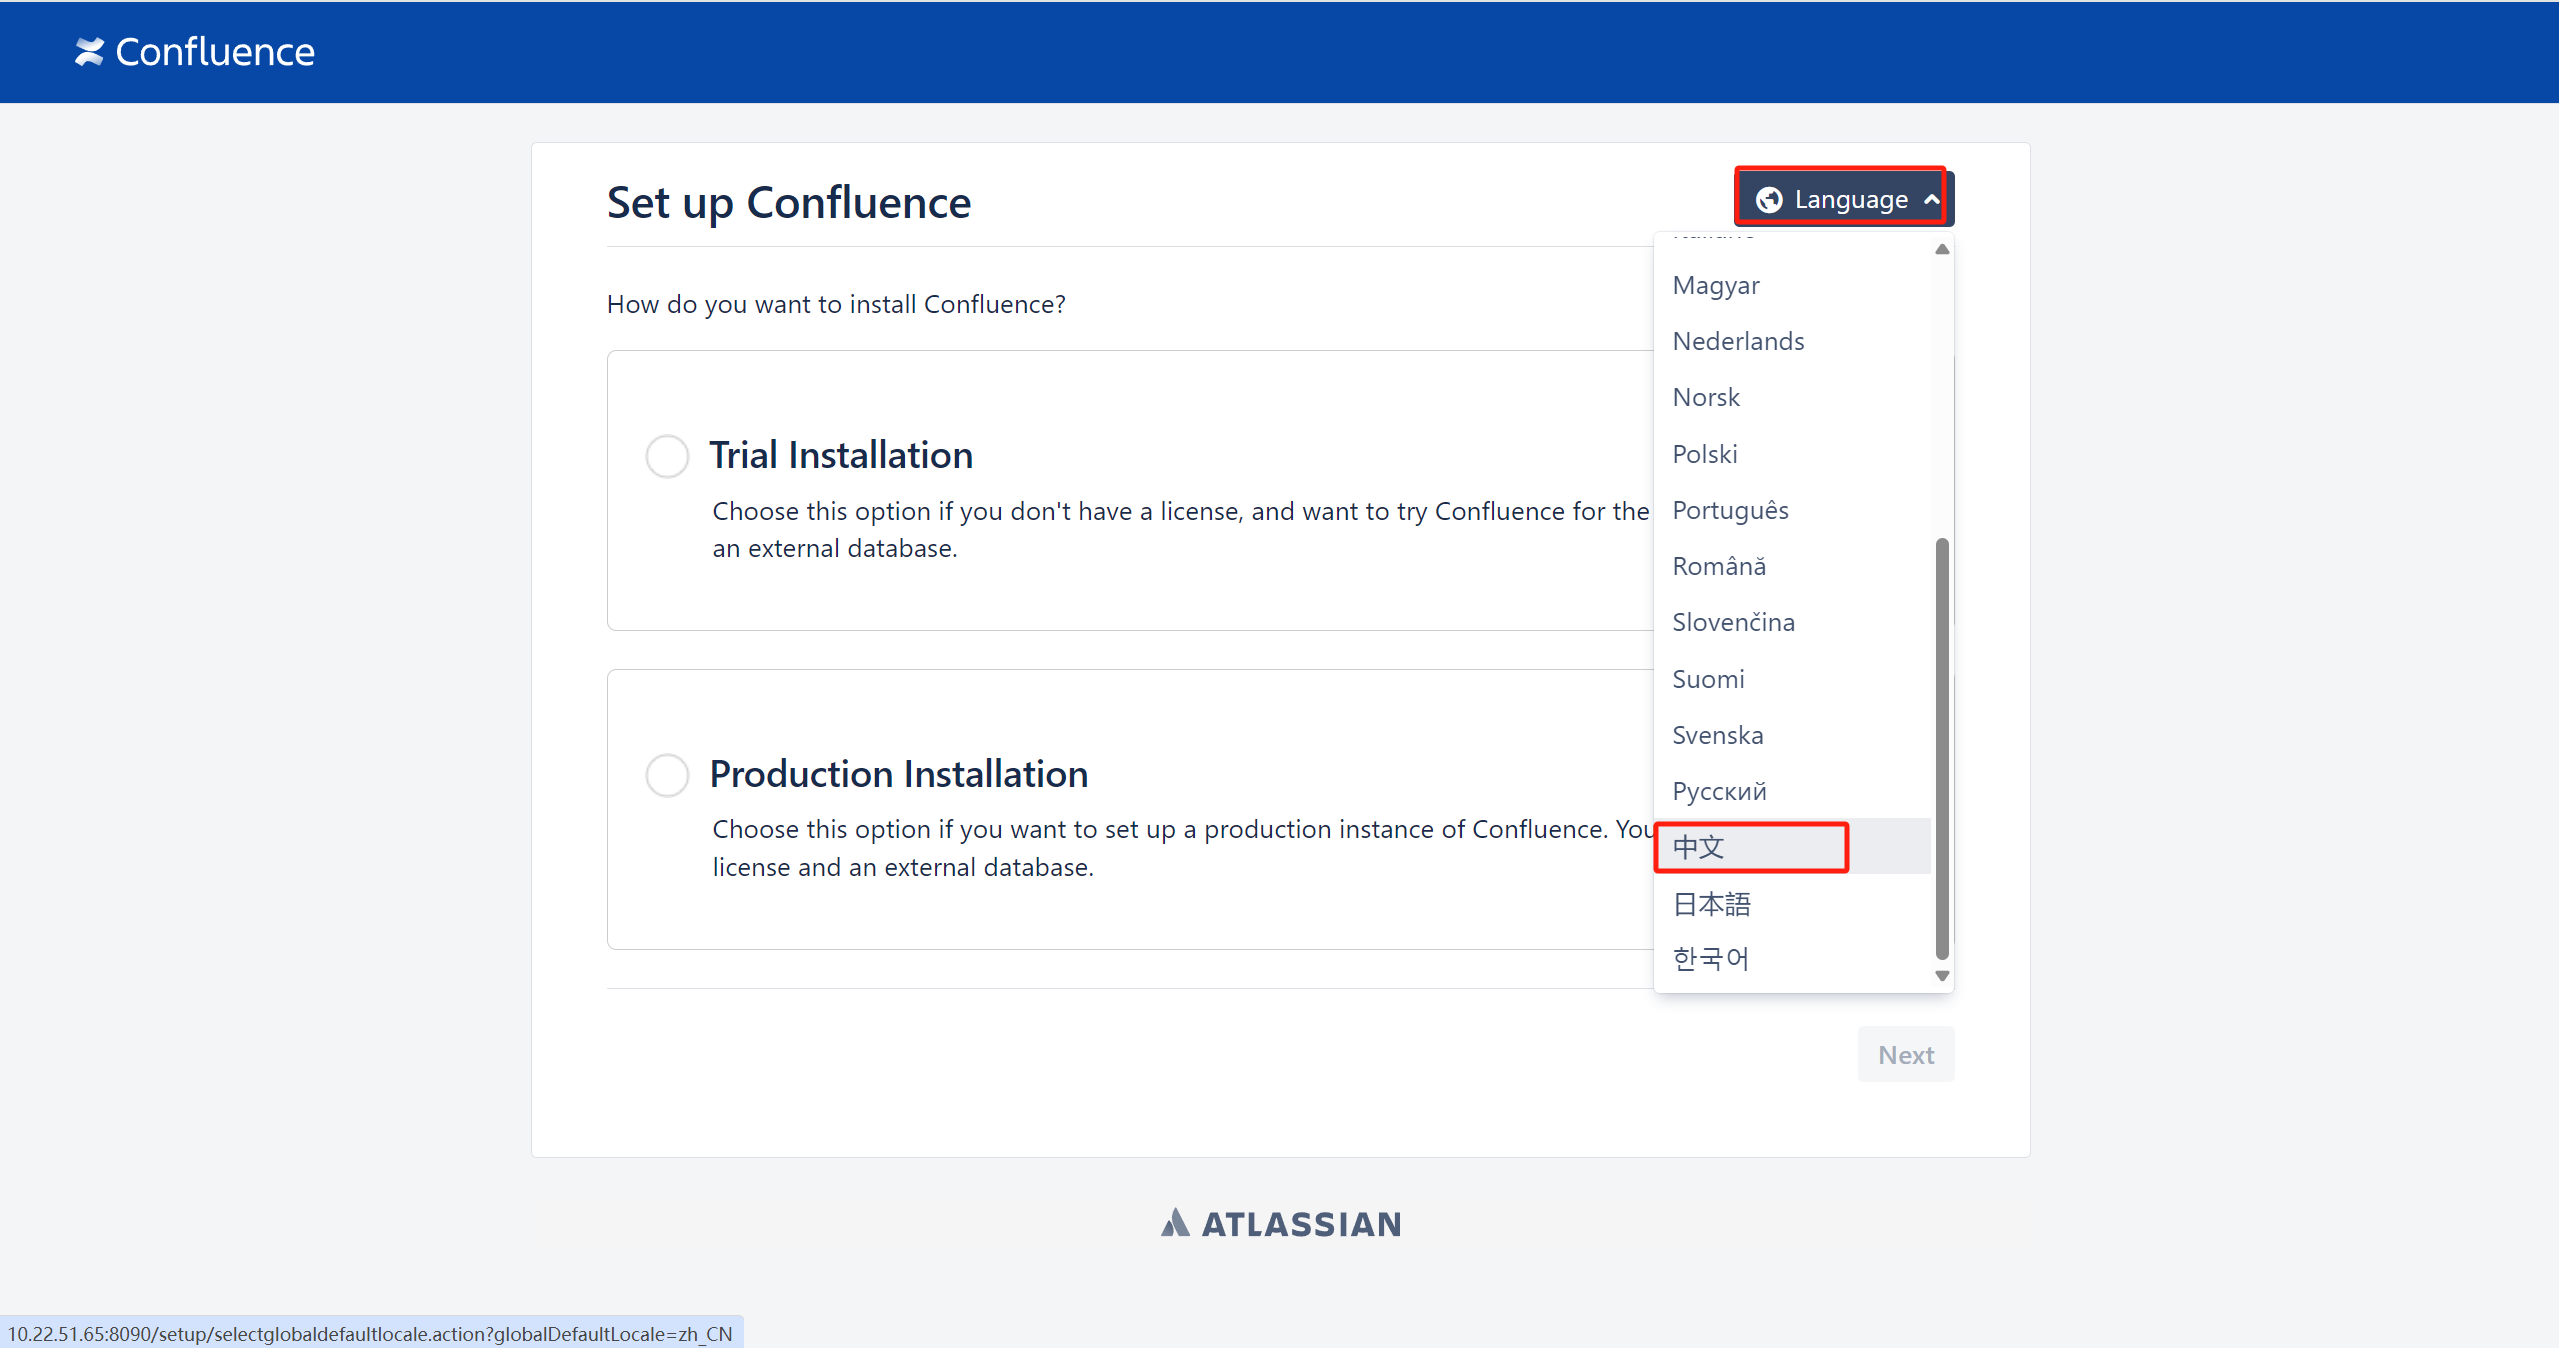 Confluence
Set up Confluence
Language
How do you want to install Confluence?
Trial Installation
Choose this option if you don't have a license, and want to try Confluence for the
an external database.
Production Installation
Choose this option if you want to set up a production instance of Confluence. You
license and an external database.
Magyar
Nederlands
Norsk
Polski
Português
Română
Slovenčina
Suomi
Svenska
Русский
中文
日本語
한국어
Next
ATLASSIAN
10.22.51.65:8090/setup/selectglobaldefaultlocale.action?globalDefaultLocale=zh_CN